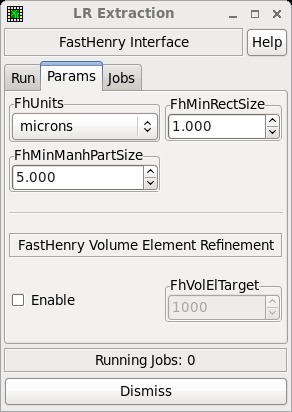 LR Extraction
FastHenry Interface
Help
Run
Params
Jobs
FhUnits
FhMinRectSize
microns
1.000
FhMinManhPartSize
5.000
FastHenry Volume Element Refinement
FhVolElTarget
Enable
1000
Running Jobs: 0
Dismiss